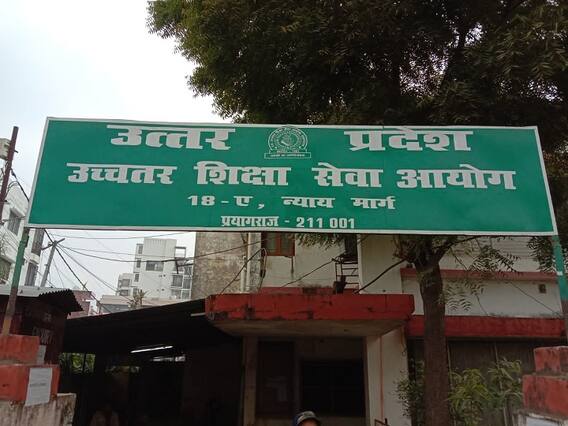 उत्तर प्रदेश
उच्चतर शिक्षा सेवा आयोग
18-ए, न्याय मार्ग
प्रयागराज - 211 001